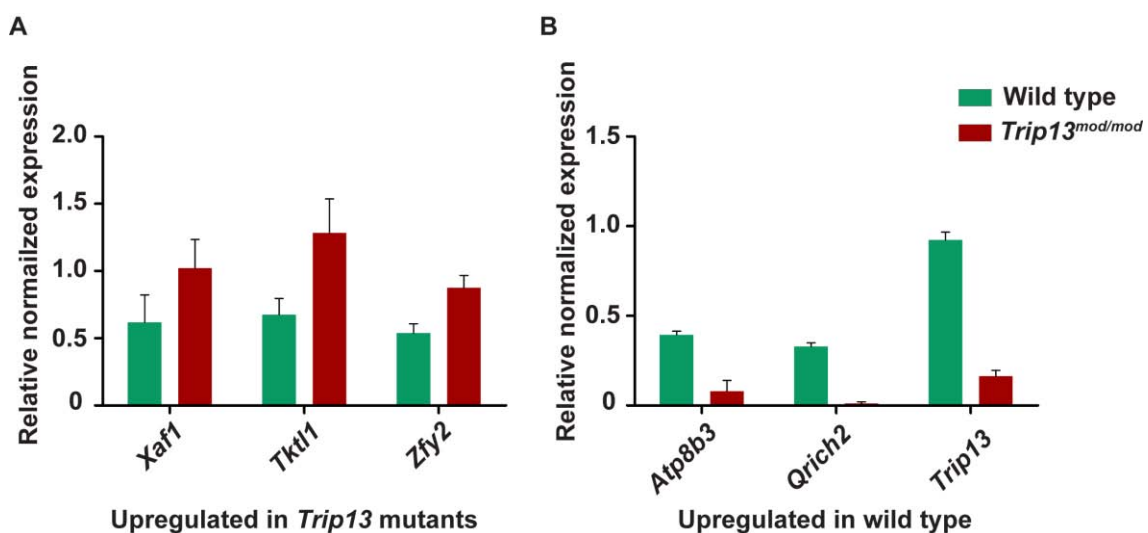 A
Relative normailzed expression
2.0
1.5
1.0
0.5
0
Xaf1
Tktl1
Zfy2
Upregulated in Trip13 mutants
B
Wild type
Trip13mod/mod
Relative normalized expression
1.5
1.0
0.5
0
Atp8b3
Qrich2
Trip13
Upregulated in wild type